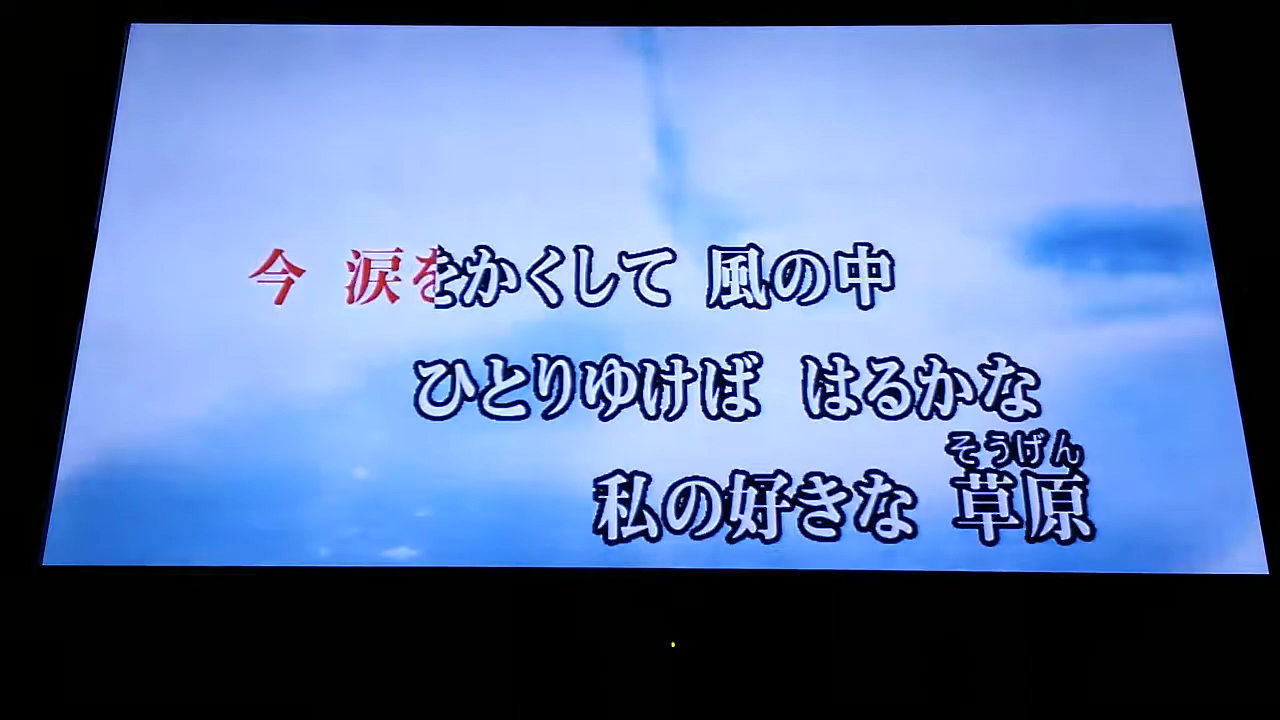 今 涙をかくして 風の中
ひとりゆけば はるかな
そうげん
私の好きな 草原